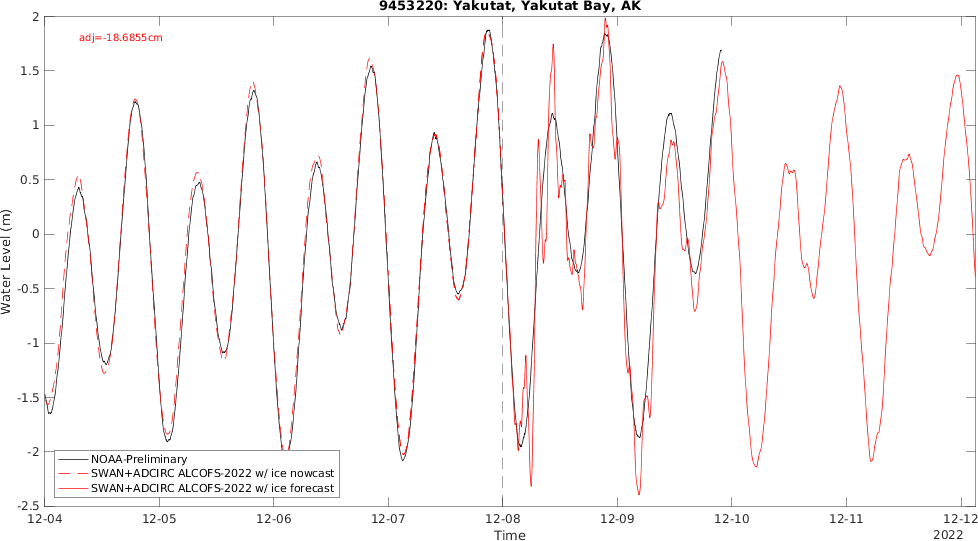 9453220: Yakutat, Yakutat Bay, AK
adj=-18.6855cm
2
1.5
1
0.5
0
-0.5
-1
-1.5
-2
-2.5
Water Level (m)
NOAA-Preliminary
SWAN+ADCIRC ALCOFS-2022 w/ ice nowcast
SWAN+ADCIRC ALCOFS-2022 w/ ice forecast
12-04 12-05 12-06 12-07 12-08 12-09 12-10 12-11 12-12
Time
2022